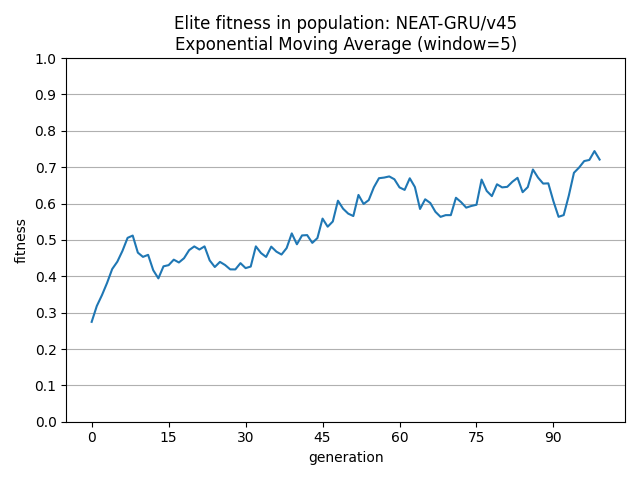 Elite fitness in population: NEAT-GRU/v45
Exponential Moving Average (window=5)
1.0
0.9
0.8
0.7
0.6
0.5
0.4
0.3
0.2
0.1
0.0
fitness
0 15 30 45 60 75 90
generation